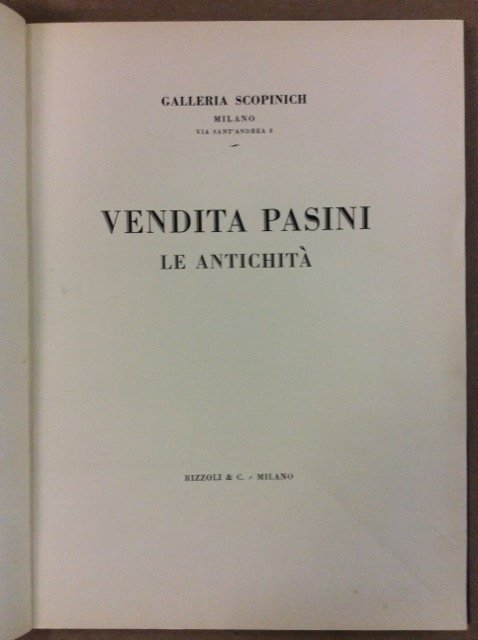 GALLERIA SCOPINICH
MILANO
VIA SANT'ANDREA 8
VENDITA PASINI
LE ANTICHITÀ
RIZZOLI & C. - MILANO